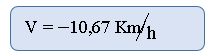 V = −10,67 Km/h